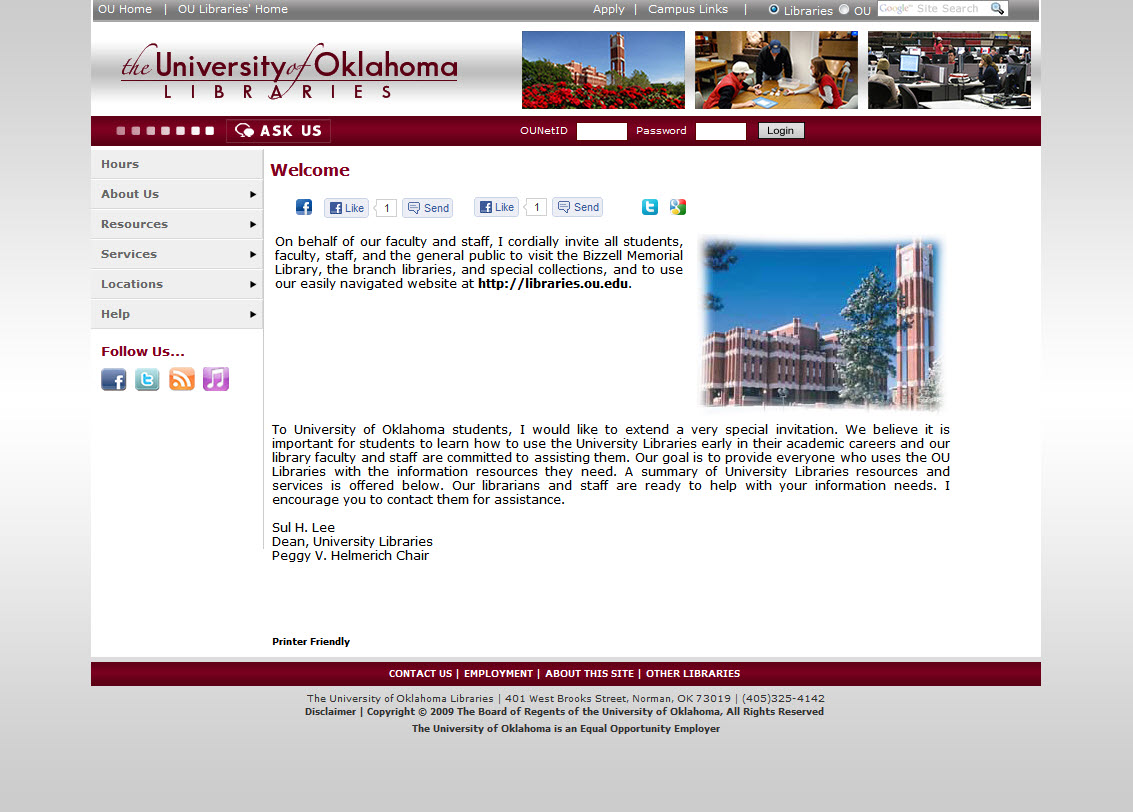 OU Home | OU Libraries' Home Apply | Campus Links | Libraries OU Google™ Site Search
the University of Oklahoma
LIBRARIES
ASK US OUNetID Password Login
Hours
About Us
Resources
Services
Locations
Help
Follow Us...
Welcome
Like 1 Send Like 1 Send
On behalf of our faculty and staff, I cordially invite all students,
faculty, staff, and the general public to visit the Bizzell Memorial
Library, the branch libraries, and special collections, and to use
our easily navigated website at http://libraries.ou.edu.
To University of Oklahoma students, I would like to extend a very special invitation. We believe it is
important for students to learn how to use the University Libraries early in their academic careers and our
library faculty and staff are committed to assisting them. Our goal is to provide everyone who uses the OU
Libraries with the information resources they need. A summary of University Libraries resources and
services is offered below. Our librarians and staff are ready to help with your information needs. I
encourage you to contact them for assistance.
Sul H. Lee
Dean, University Libraries
Peggy V. Helmerich Chair
Printer Friendly
CONTACT US | EMPLOYMENT | ABOUT THIS SITE | OTHER LIBRARIES
The University of Oklahoma Libraries | 401 West Brooks Street, Norman, OK 73019 | (405)325-4142
Disclaimer | Copyright © 2009 The Board of Regents of the University of Oklahoma, All Rights Reserved
The University of Oklahoma is an Equal Opportunity Employer